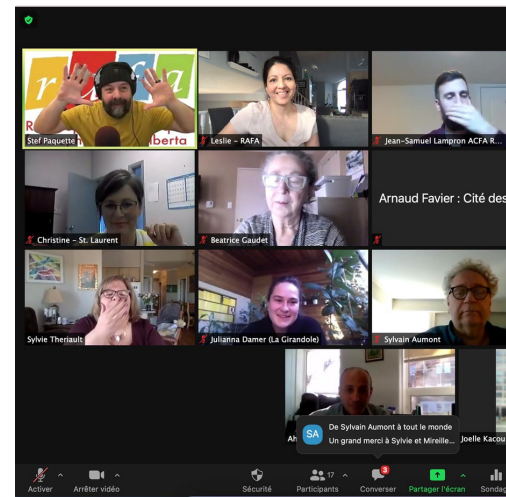 r a f a
Stef Paquette
Leslie – RAFA
Jean-Samuel Lampron ACFA R...
Christine – St. Laurent
Beatrice Gaudet
Arnaud Favier : Cité des
Sylvie Theriault
Julianna Damer (La Girandole)
Sylvain Aumont
SA
De Sylvain Aumont à tout le monde
Un grand merci à Sylvie et Mireille...
Joelle Kacou
17
3
Activer
Arrêter vidéo
Sécurité
Participants
Converser
Partager l'écran
Sondag